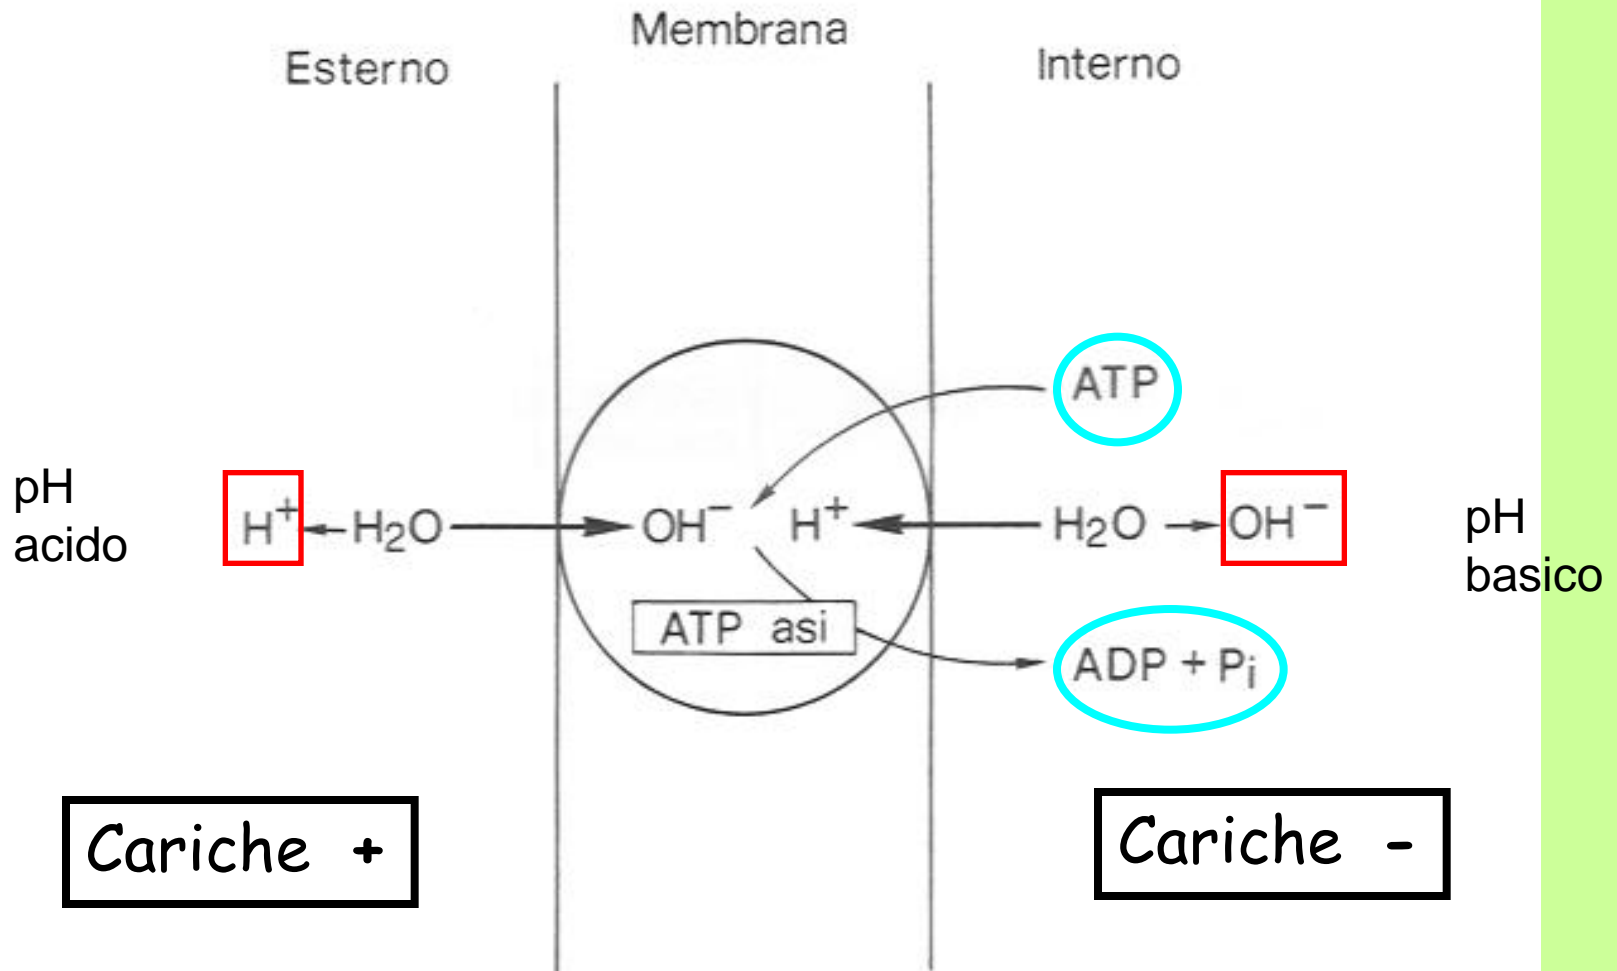 Esterno
Membrana
Interno
ATP
pH
acido
H⁺ H₂O OH⁻ H⁺ H₂O OH⁻
pH
basico
ATP asi
ADP + Pᵢ
Cariche +
Cariche -